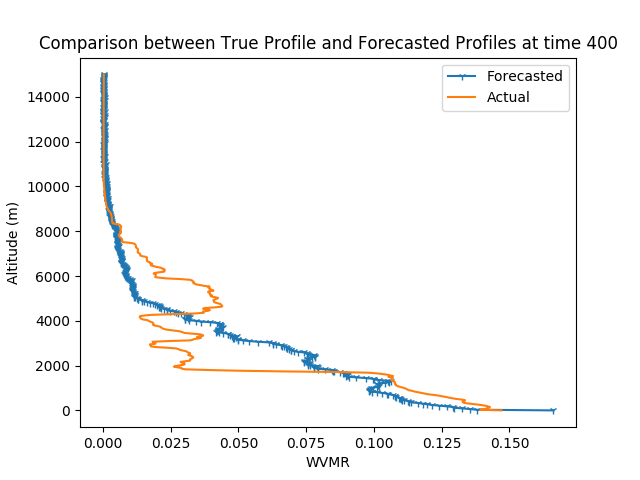 Comparison between True Profile and Forecasted Profiles at time 400
Forecasted
Actual
14000
12000
10000
8000
6000
4000
2000
0
Altitude (m)
0.000 0.025 0.050 0.075 0.100 0.125 0.150
WVMR